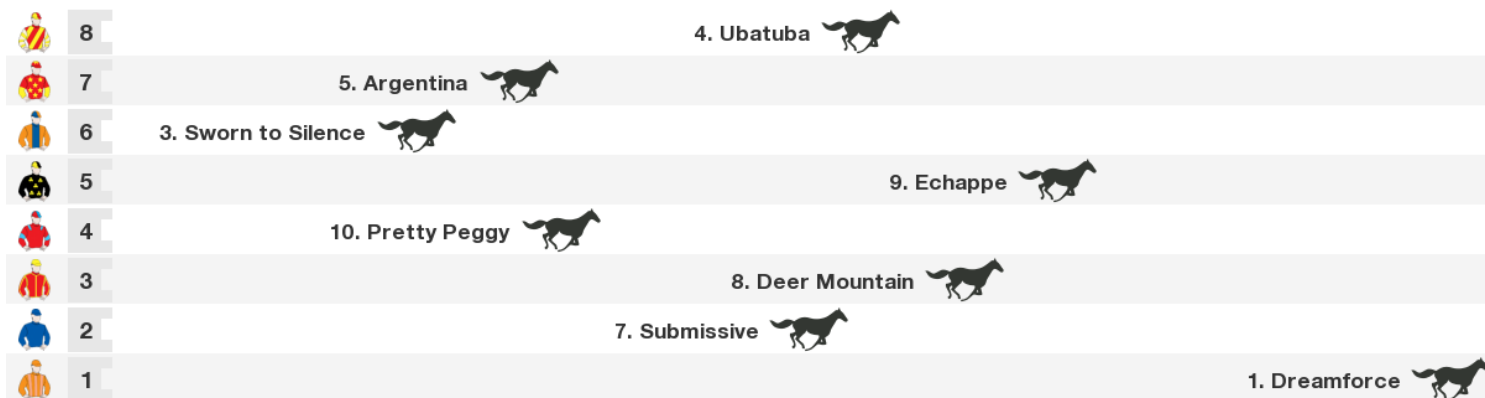 8 4. Ubatuba
7 5. Argentina
6 3. Sworn to Silence
5 9. Echappe
4 10. Pretty Peggy
3 8. Deer Mountain
2 7. Submissive
1 1. Dreamforce